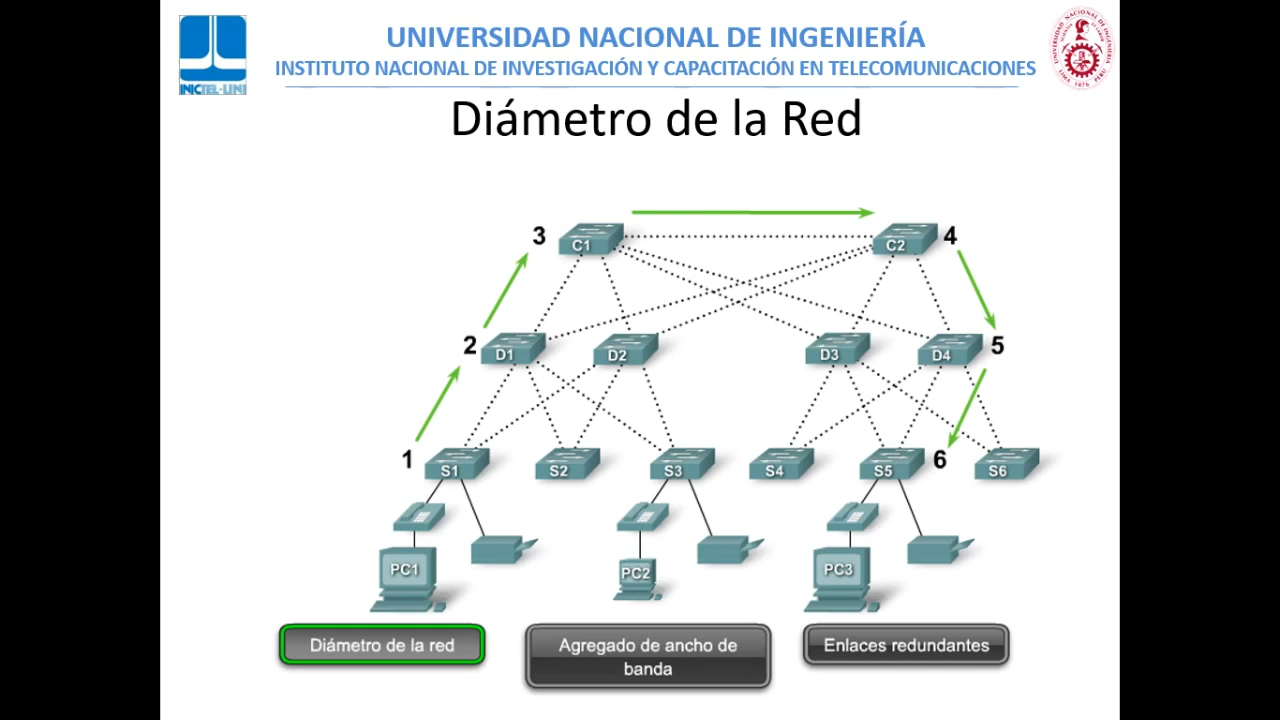 UNIVERSIDAD NACIONAL DE INGENIERÍA
INSTITUTO NACIONAL DE INVESTIGACIÓN Y CAPACITACIÓN EN TELECOMUNICACIONES
INICTEL-UNI
Diámetro de la Red
3
C1
C2
4
2
D1
D2
D3
D4
5
1
S1
S2
S3
S4
S5
6
S6
PC1
PC2
PC3
Diámetro de la red
Agregado de ancho de
banda
Enlaces redundantes